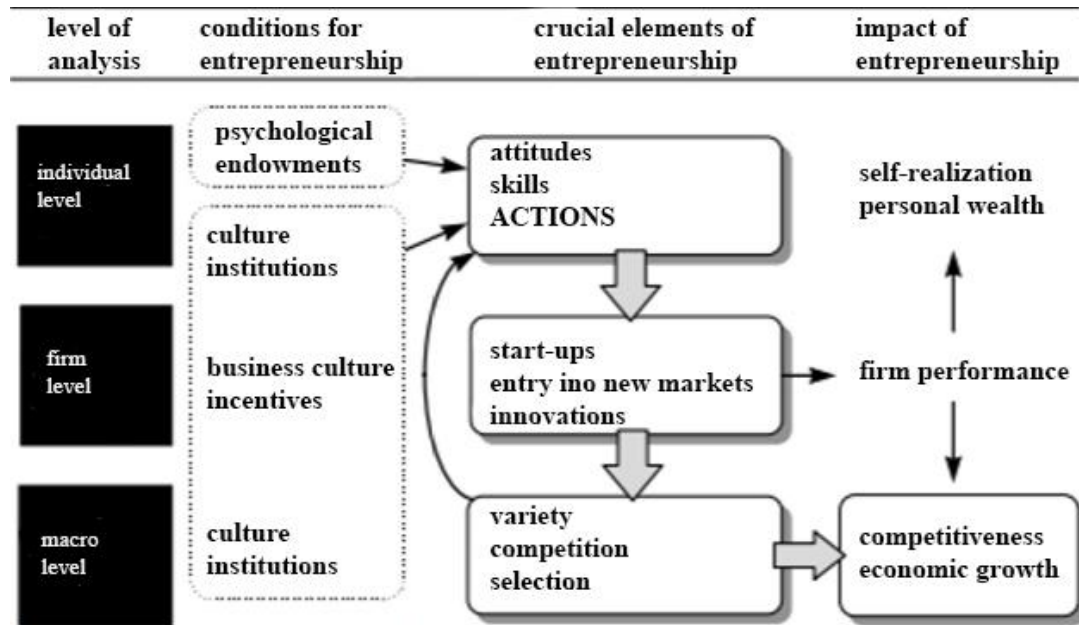 level of
analysis
conditions for
entrepreneurship
crucial elements of
entrepreneurship
impact of
entrepreneurship
individual
level
psychological
endowments
culture
institutions
attitudes
skills
ACTIONS
self-realization
personal wealth
firm
level
business culture
incentives
start-ups
entry ino new markets
innovations
firm performance
macro
level
culture
institutions
variety
competition
selection
competitiveness
economic growth